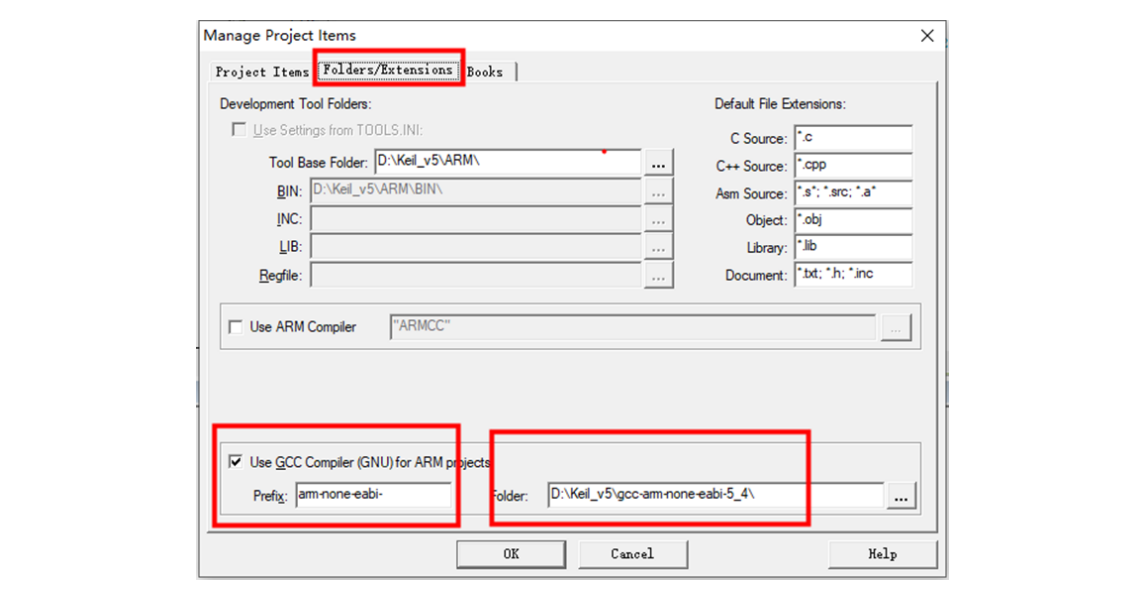 Manage Project Items
Project Items Folders/Extensions Books
Development Tool Folders:
Default File Extensions:
Use Settings from TOOLS.INI:
C Source: *.c
Tool Base Folder: D:\Keil_v5\ARM\ ...
C++ Source: *.cpp
BIN: D:\Keil_v5\ARM\BIN\ ...
Asm Source: *.s*; *.src; *.a*
INC: ...
Object: *.obj
LIB: ...
Library: *.lib
Regfile: ...
Document: *.txt; *.h; *.inc
Use ARM Compiler "ARMCC" ...
Use GCC Compiler (GNU) for ARM projects
Prefix: arm-none-eabi- Folder: D:\Keil_v5\gcc-arm-none-eabi-5_4\ ...
OK Cancel Help